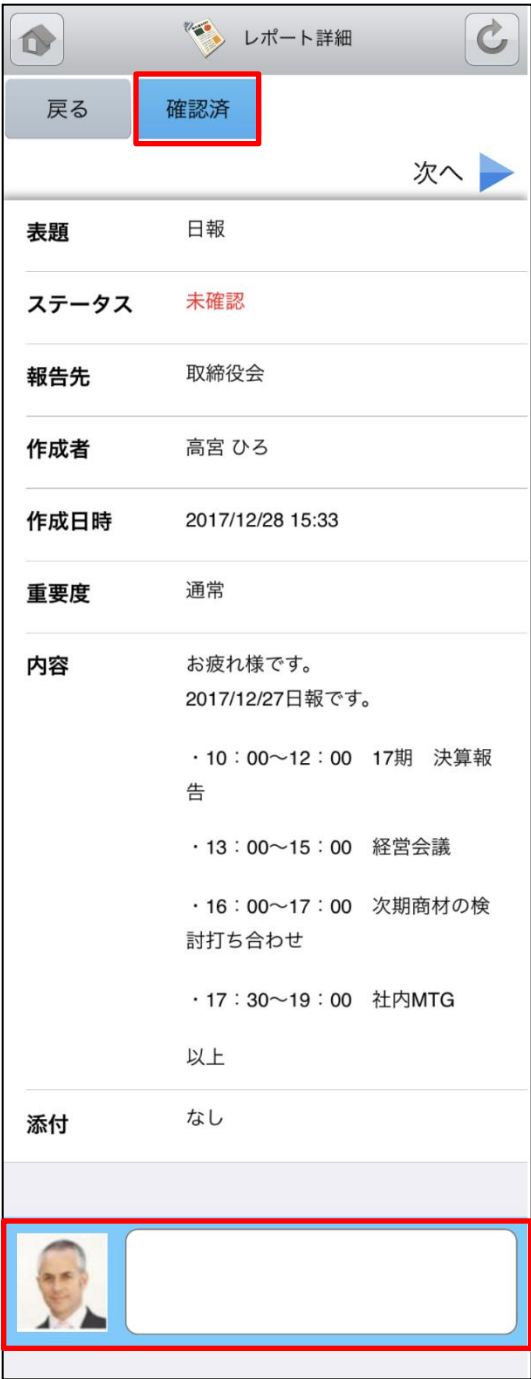 レポート詳細
戻る
確認済
次へ
表題
日報
ステータス
未確認
報告先
取締役会
作成者
高宮 ひろ
作成日時
2017/12/28 15:33
重要度
通常
内容
お疲れ様です。
2017/12/27日報です。
・10：00〜12：00　17期　決算報
告
・13：00〜15：00　経営会議
・16：00〜17：00　次期商材の検
討打ち合わせ
・17：30〜19：00　社内MTG
以上
添付
なし